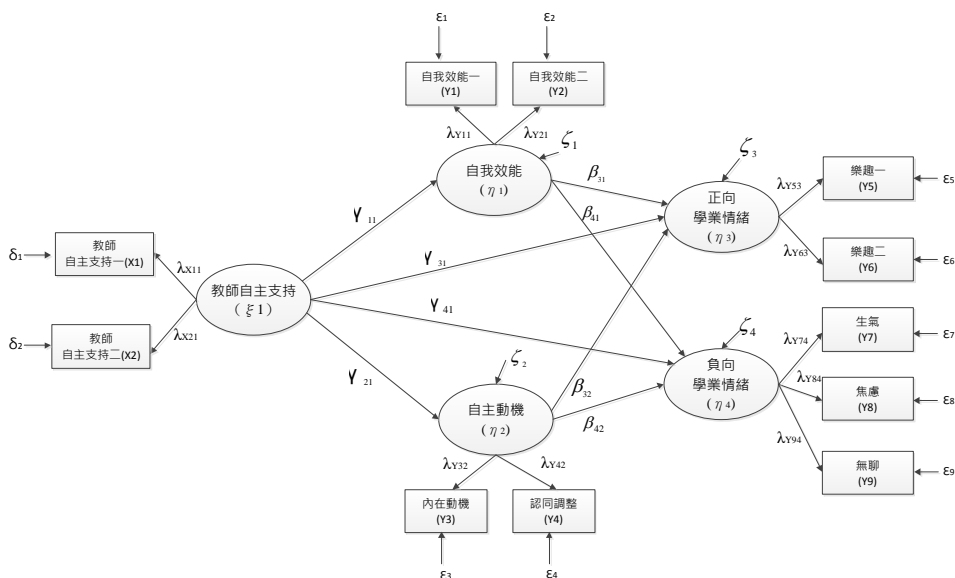 ε1
ε2
自我效能一
(Y1)
自我效能二
(Y2)
λY11
λY21
ζ1
自我效能
(η1)
ζ3
β31
正向
學業情緒
(η3)
λY53
樂趣一
(Y5)
ε5
β41
γ11
λY63
樂趣二
(Y6)
ε6
δ1
教師
自主支持一(X1)
λX11
γ31
教師自主支持
(ξ1)
γ41
δ2
教師
自主支持二(X2)
λX21
ζ4
λY74
生氣
(Y7)
ε7
γ21
ζ2
負向
學業情緒
(η4)
λY84
焦慮
(Y8)
ε8
β32
自主動機
(η2)
β42
λY94
無聊
(Y9)
ε9
λY32
λY42
內在動機
(Y3)
認同調整
(Y4)
ε3
ε4